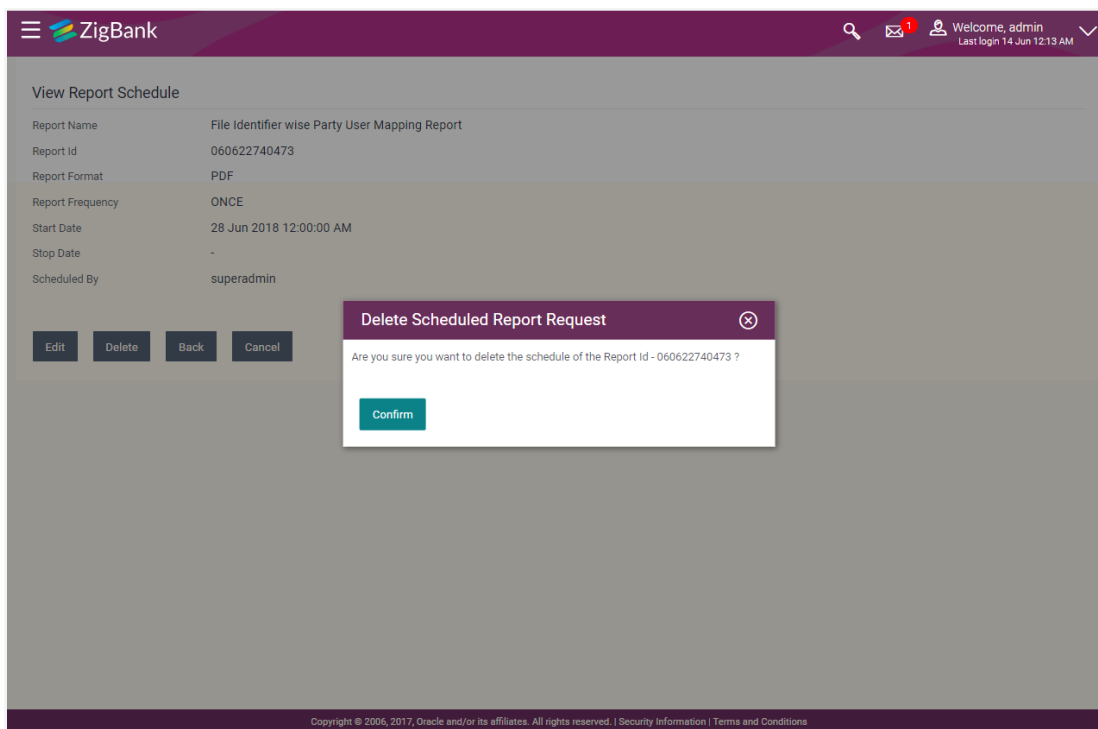 ZigBank
1
Welcome, admin
Last login 14 Jun 12:13 AM
View Report Schedule
Report Name File Identifier wise Party User Mapping Report
Report Id 060622740473
Report Format PDF
Report Frequency ONCE
Start Date 28 Jun 2018 12:00:00 AM
Stop Date -
Scheduled By superadmin
Edit Delete Back Cancel
Delete Scheduled Report Request
Are you sure you want to delete the schedule of the Report Id - 060622740473 ?
Confirm
Copyright © 2006, 2017, Oracle and/or its affiliates. All rights reserved. | Security Information | Terms and Conditions